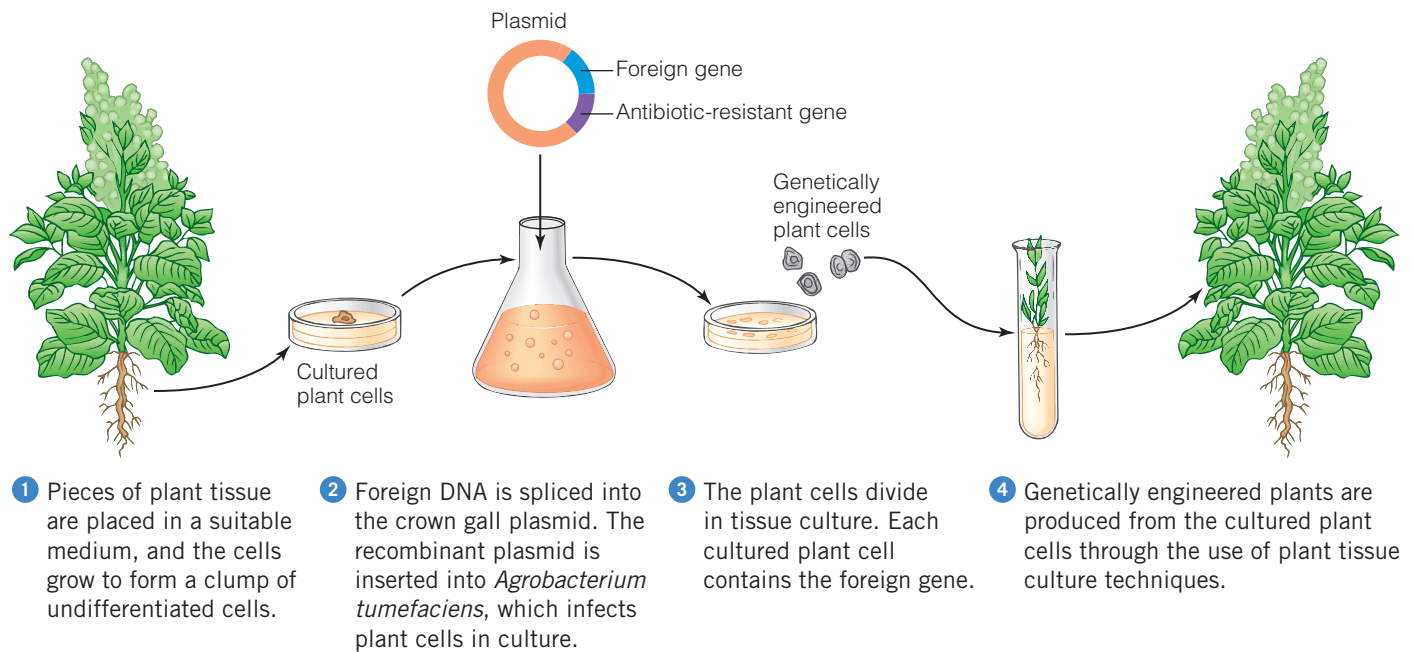 Plasmid
Foreign gene
Antibiotic-resistant gene
Genetically
engineered
plant cells
Cultured
plant cells
1 Pieces of plant tissue
are placed in a suitable
medium, and the cells
grow to form a clump of
undifferentiated cells.
2 Foreign DNA is spliced into
the crown gall plasmid. The
recombinant plasmid is
inserted into Agrobacterium
tumefaciens, which infects
plant cells in culture.
3 The plant cells divide
in tissue culture. Each
cultured plant cell
contains the foreign gene.
4 Genetically engineered plants are
produced from the cultured plant
cells through the use of plant tissue
culture techniques.